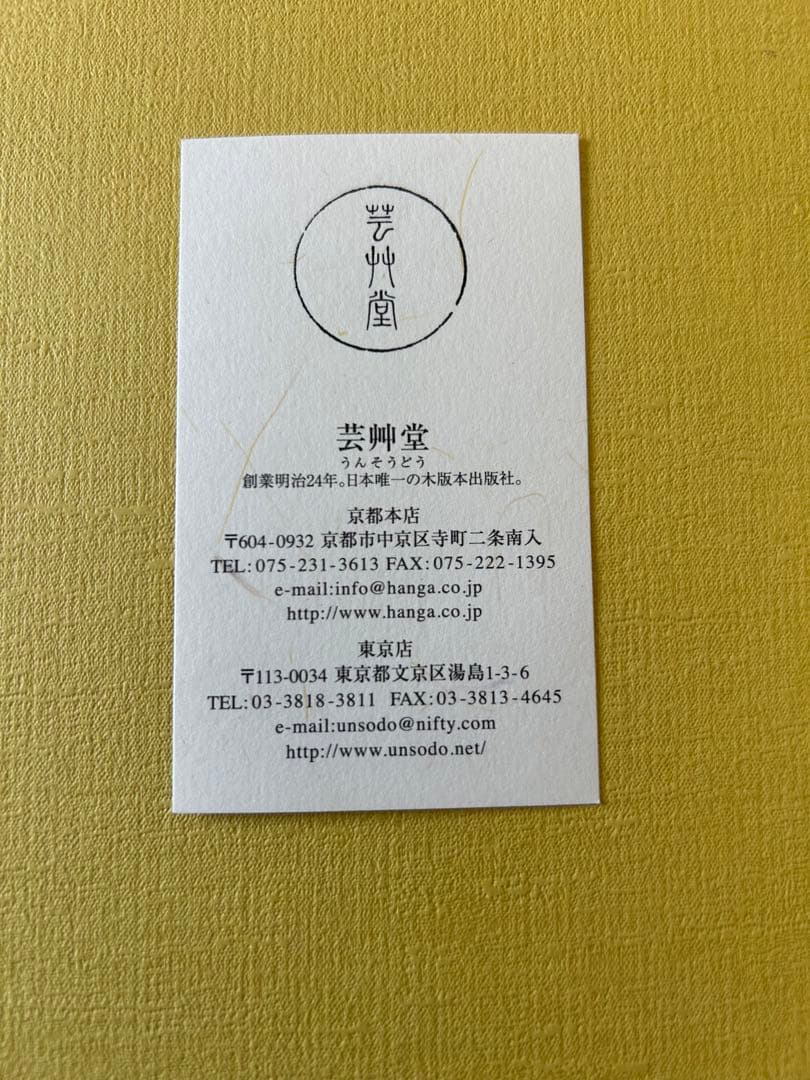 芸艸堂
芸艸堂
うんそうどう
創業明治24年。日本唯一の木版本出版社。
京都本店
〒604-0932 京都市中京区寺町二条南入
TEL:075-231-3613 FAX:075-222-1395
e-mail:info@hanga.co.jp
http://www.hanga.co.jp
東京店
〒113-0034 東京都文京区湯島1-3-6
TEL:03-3818-3811 FAX:03-3813-4645
e-mail:unsodo@nifty.com
http://www.unsodo.net/